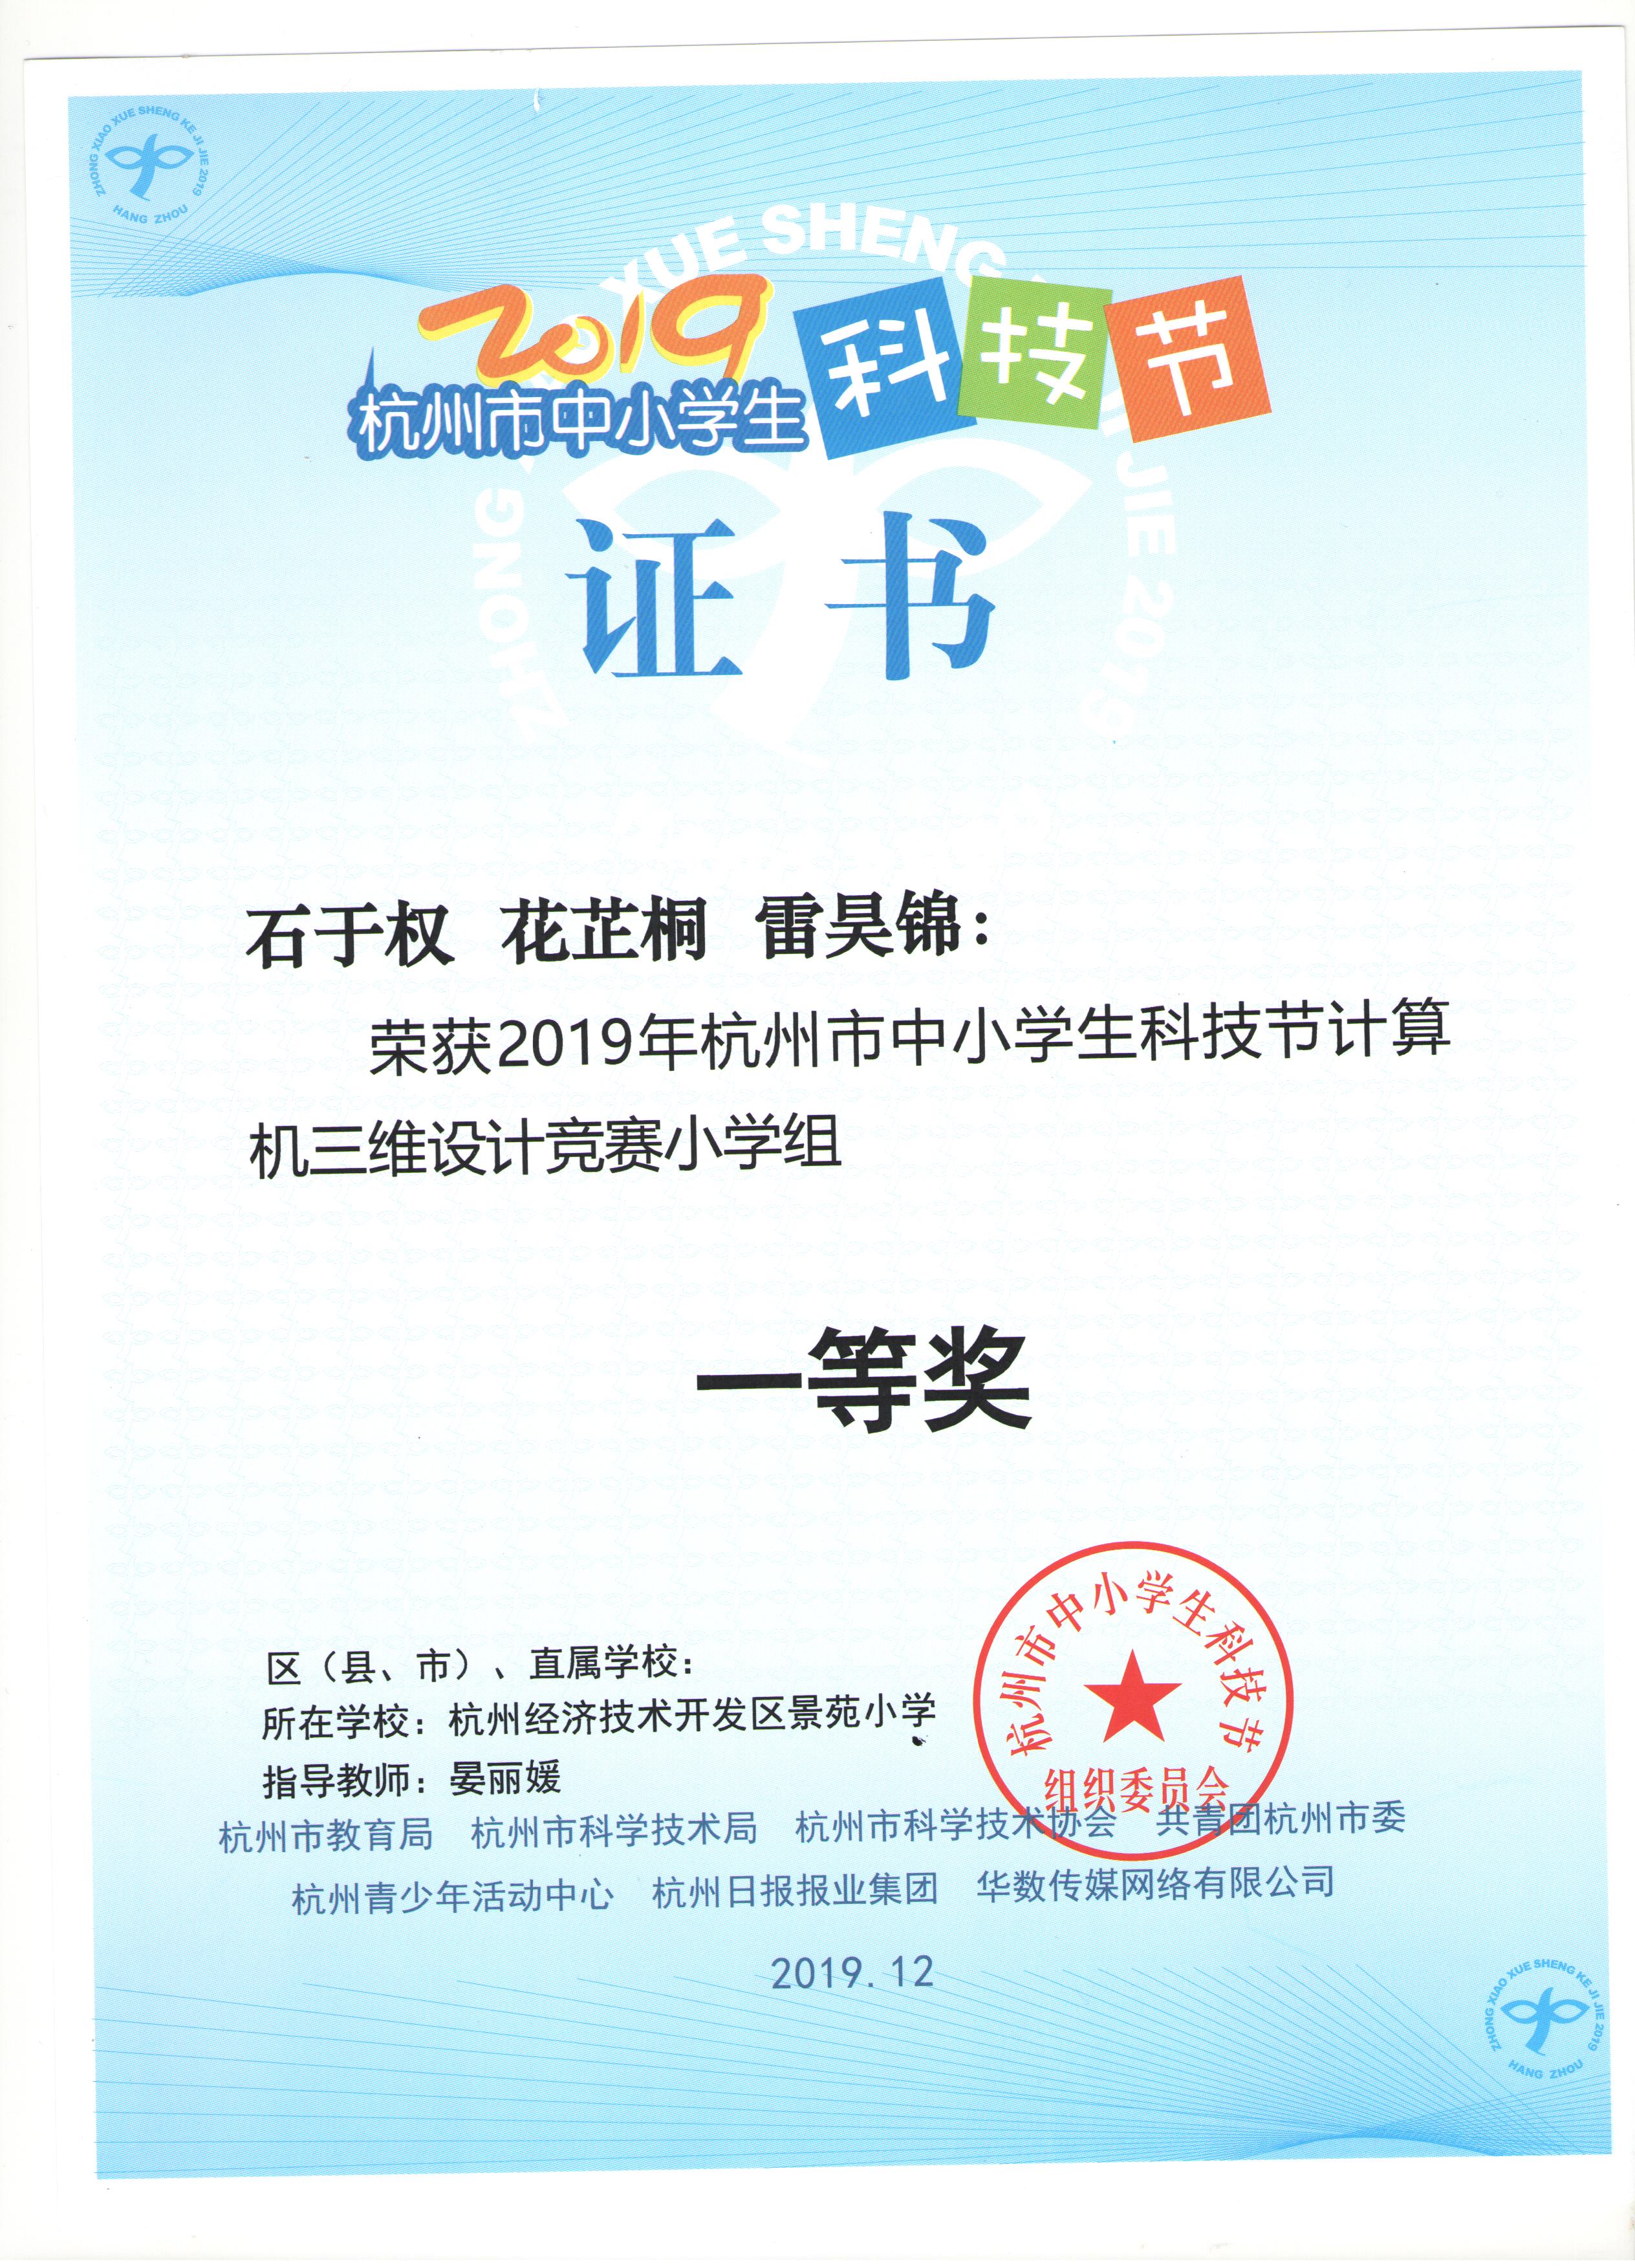 ZHONG XIAO XUE SHENG KE JI JIE 2019
HANG ZHOU
2019
杭州市中小学生
科技节
证书
石于权 花芷桐 雷昊锦：
荣获2019年杭州市中小学生科技节计算
机三维设计竞赛小学组
一等奖
区（县、市）、直属学校：
所在学校：杭州经济技术开发区景苑小学
指导教师：晏丽媛
杭州市中小学生科技节
组织委员会
杭州市教育局 杭州市科学技术局 杭州市科学技术协会 共青团杭州市委
杭州青少年活动中心 杭州日报报业集团 华数传媒网络有限公司
2019.12
ZHONG XIAO XUE SHENG KE JI JIE 2019
HANG ZHOU